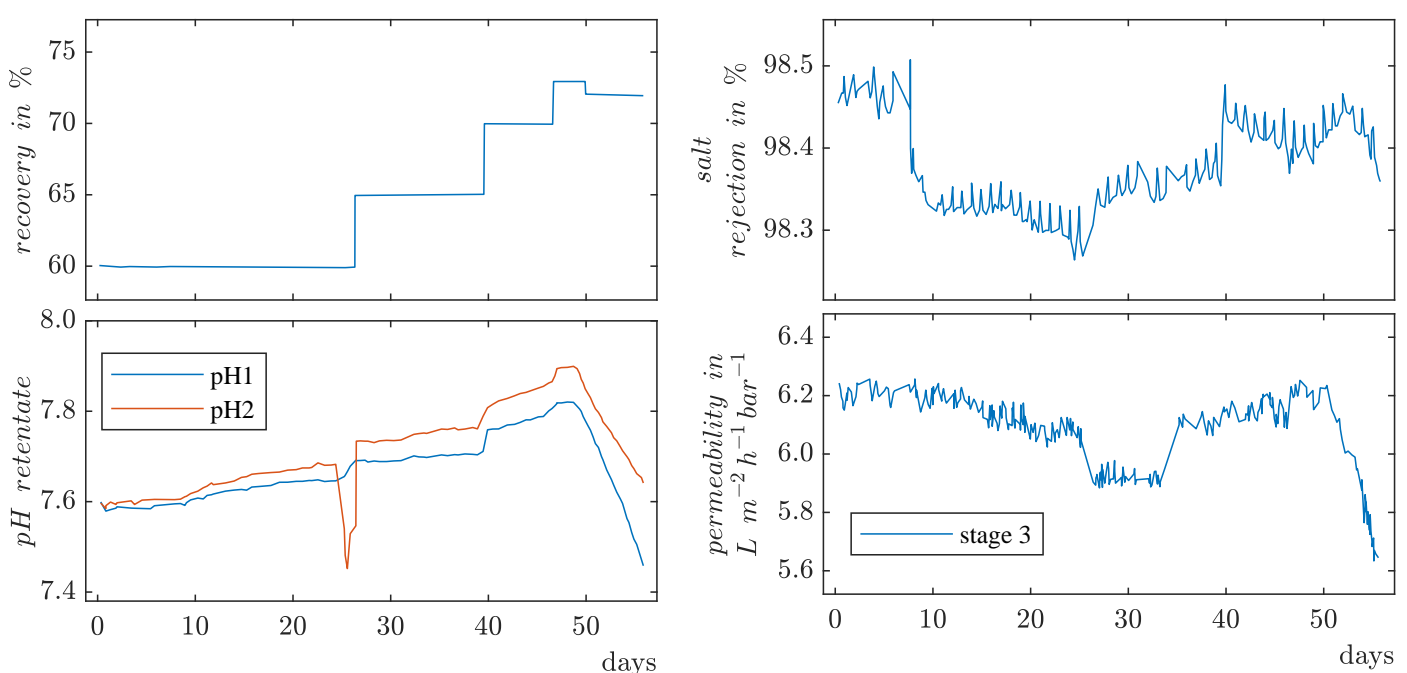 recovery in %
75
70
65
60
pH retentate
8.0
7.8
7.6
7.4
pH1
pH2
0 10 20 30 40 50
days
salt
rejection in %
98.5
98.4
98.3
permeability in
L m⁻² h⁻¹ bar⁻¹
6.4
6.2
6.0
5.8
5.6
stage 3
0 10 20 30 40 50
days